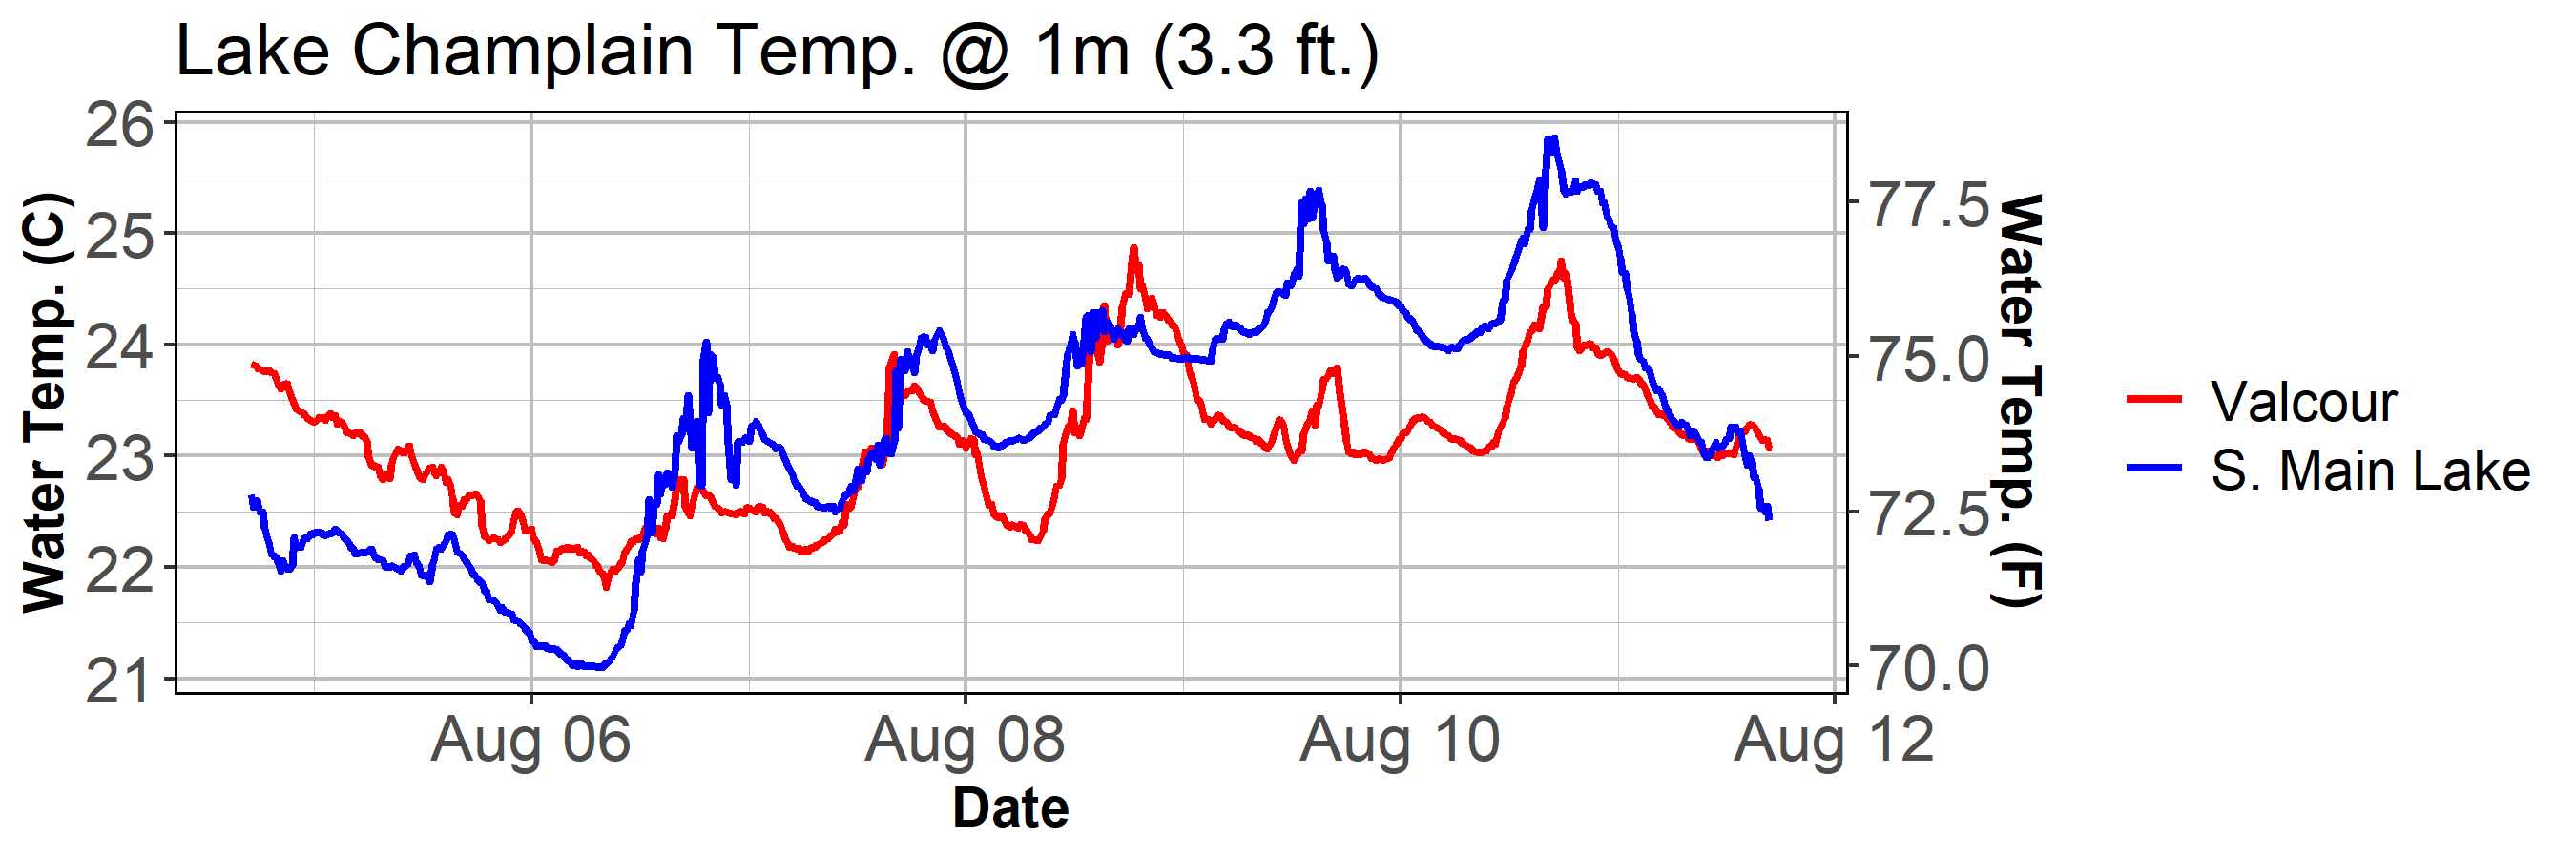 Lake Champlain Temp. @ 1m (3.3 ft.)
Water Temp. (C)
26
25
24
23
22
21
77.5
75.0
72.5
70.0
Water Temp. (F)
Aug 06
Aug 08
Aug 10
Aug 12
Date
Valcour
S. Main Lake